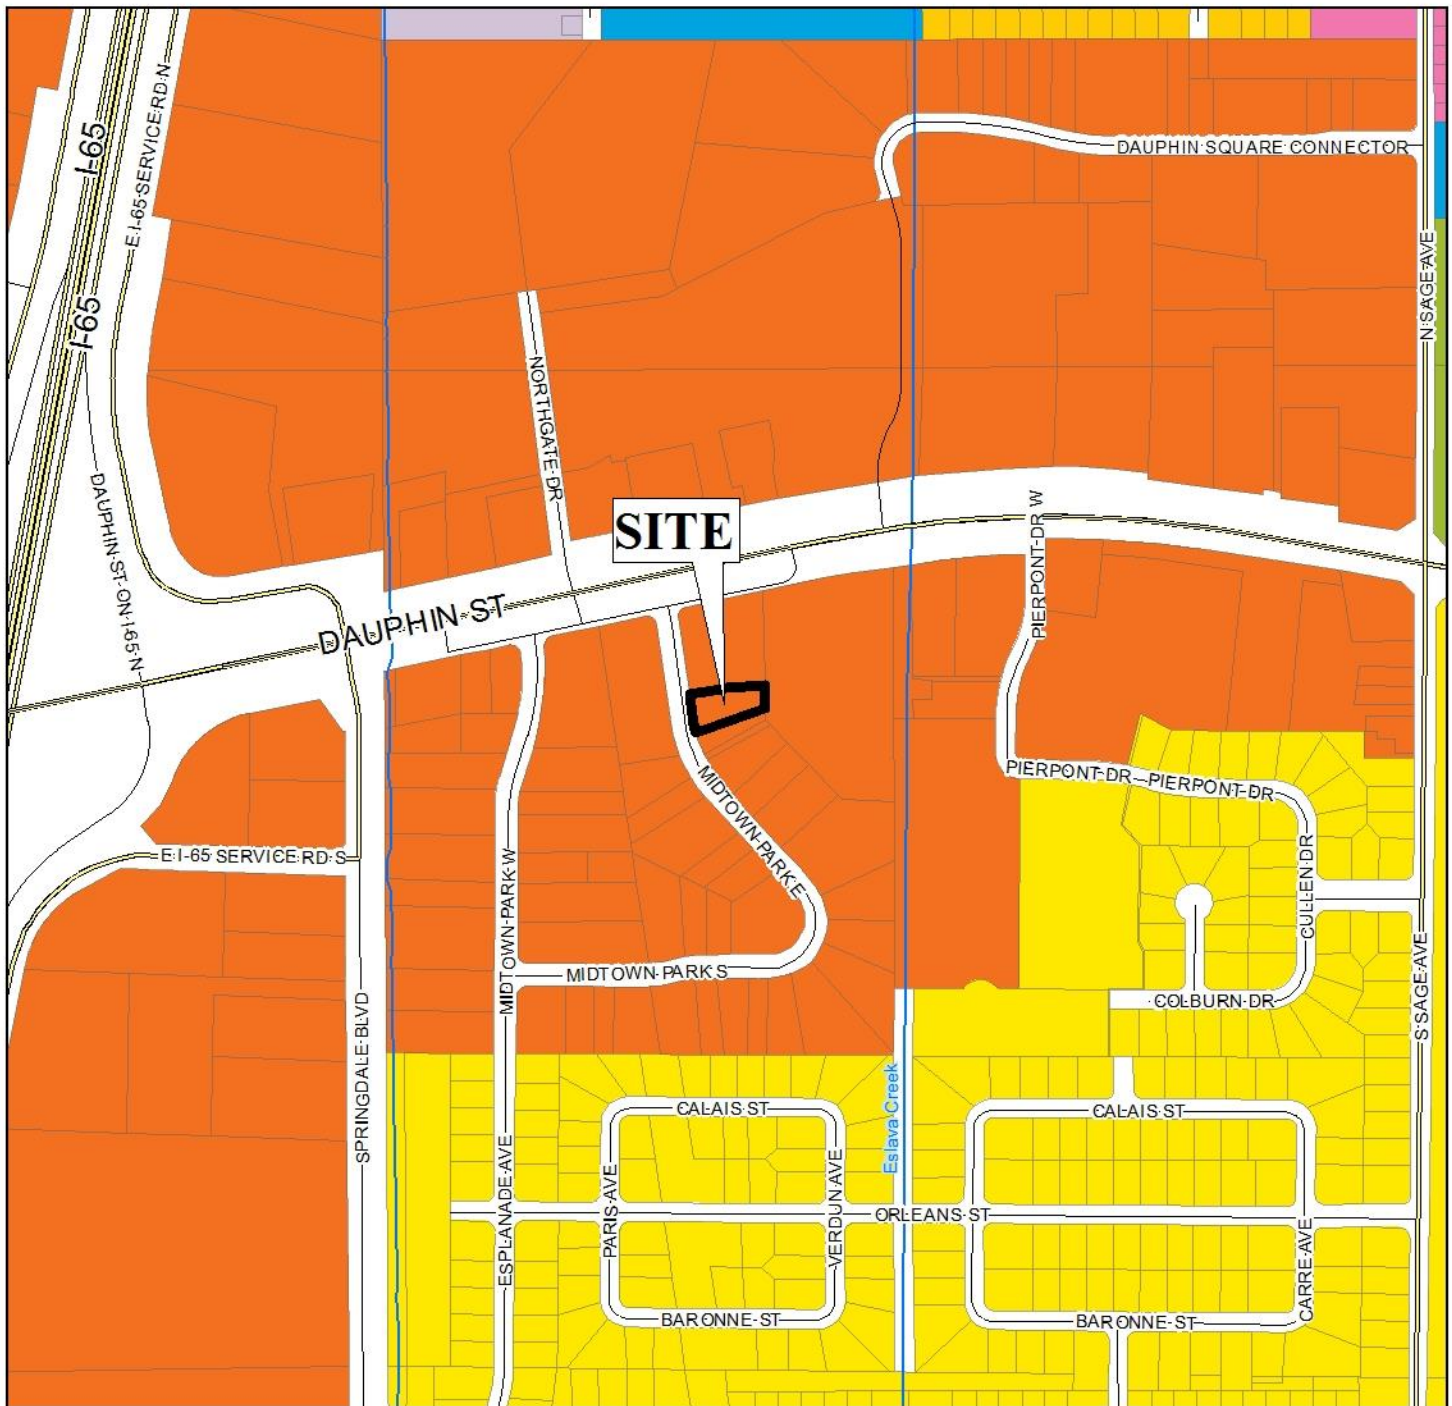 I-65
E I-65 SERVICE RD N
DAUPHIN SQUARE CONNECTOR
N SAGE AVE
I-65
NORTHGATE DR
DAUPHIN ST ON I-65 N
SITE
PIERPONT DR W
DAUPHIN ST
PIERPONT DR
PIERPONT DR
MIDTOWN PARK E
E I-65 SERVICE RD S
MIDTOWN PARK W
CULLEN DR
MIDTOWN PARK S
COLBURN DR
S SAGE AVE
SPRINGDALE BLVD
Eslava Creek
CALAIS ST
CALAIS ST
ESPLANADE AVE
PARIS AVE
VERDUN AVE
ORLEANS ST
CARRE AVE
BARONNE ST
BARONNE ST